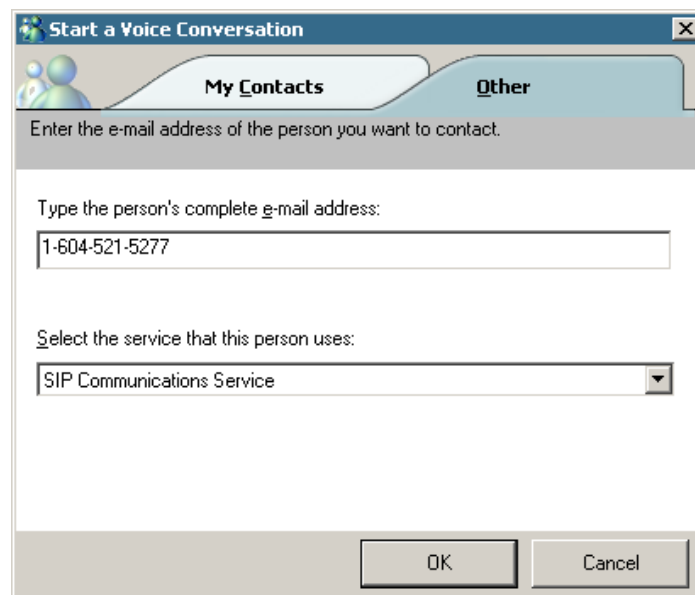 Start a Voice Conversation
My Contacts
Other
Enter the e-mail address of the person you want to contact.
Type the person's complete e-mail address:
1-604-521-5277
Select the service that this person uses:
SIP Communications Service
OK
Cancel